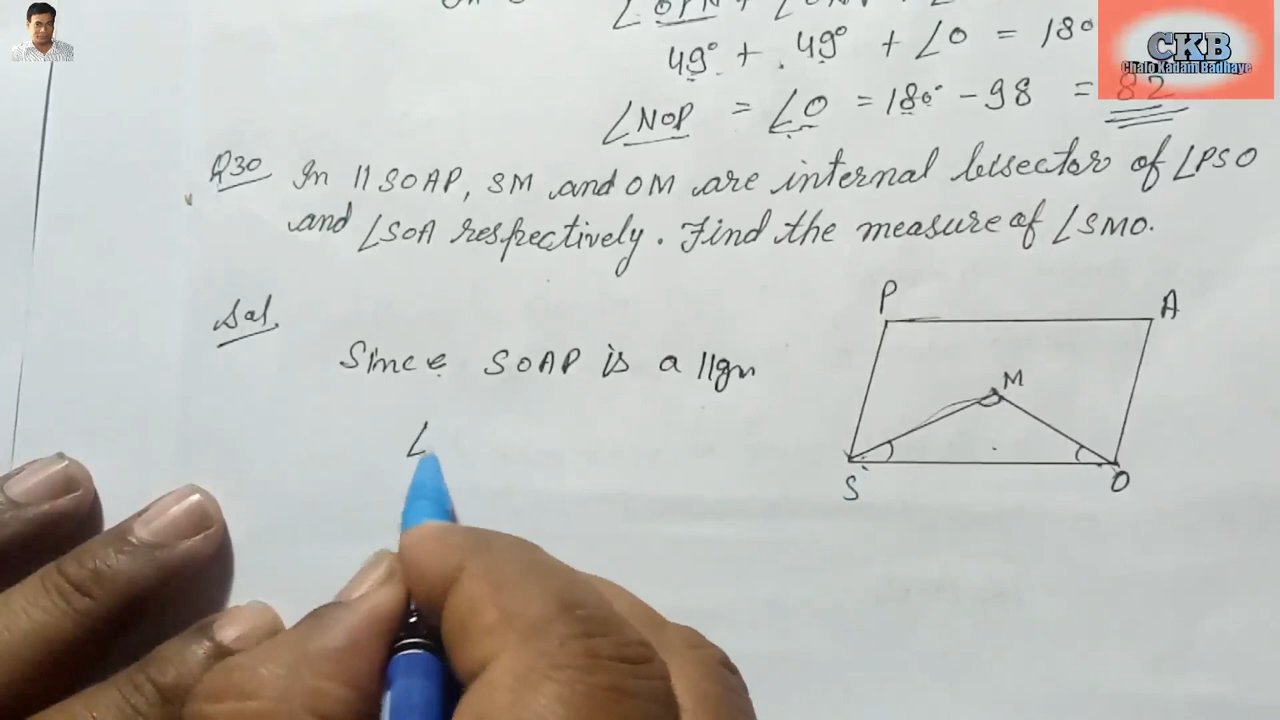 49° + 49° + ∠O = 180
∠NOP = ∠O = 180° - 98 = 82
CKB
Chalo Kadam Badhaye
Q30 In ||SOAP, SM and OM are internal bisector of ∠PSO
and ∠SOA respectively. Find the measure of ∠SMO.
Sol
Since SOAP is a ||gm
∠
P A
M
S O